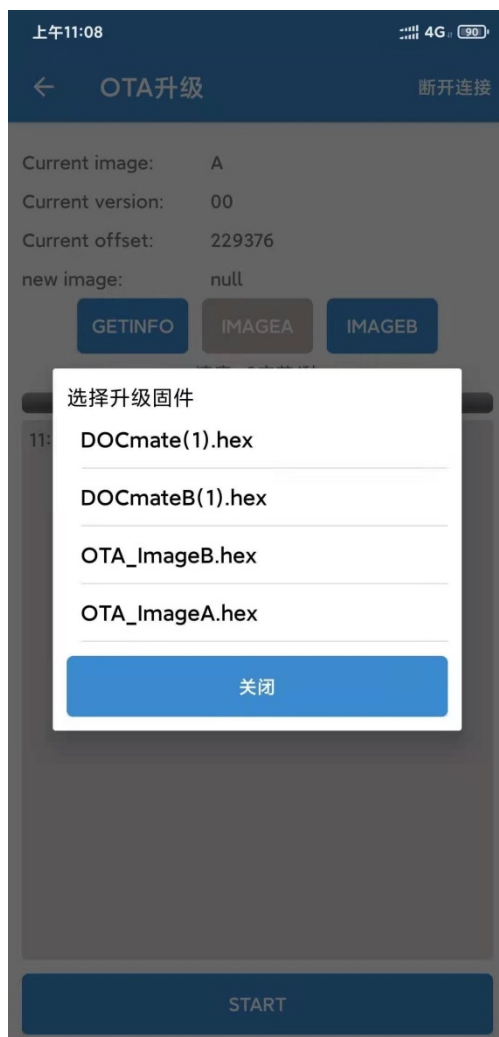 上午11:08 4G 90
OTA升级 断开连接
Current image: A
Current version: 00
Current offset: 229376
new image: null
GETINFO IMAGEA IMAGEB
11:
选择升级固件
DOCmate(1).hex
DOCmateB(1).hex
OTA_ImageB.hex
OTA_ImageA.hex
关闭
START